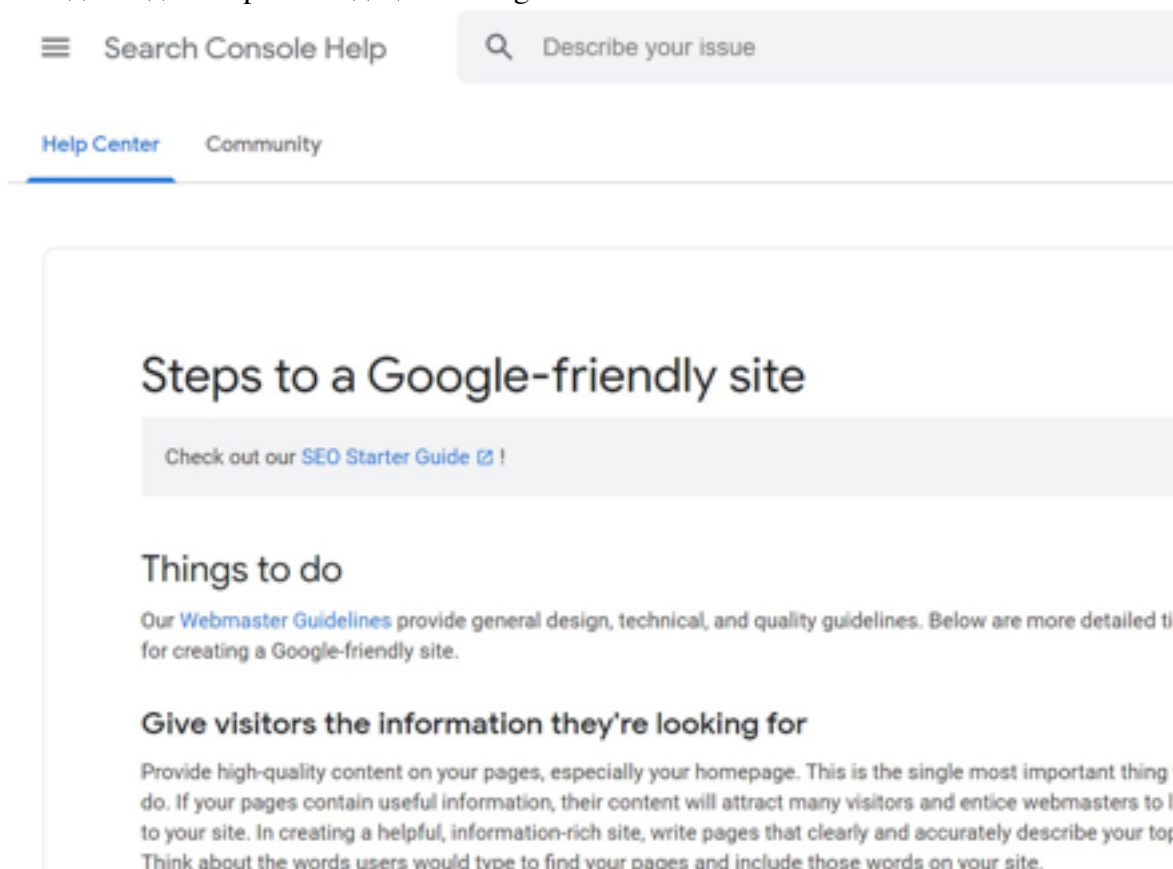 Search Console Help
Describe your issue
Help Center
Community
Steps to a Google-friendly site
Check out our SEO Starter Guide !
Things to do
Our Webmaster Guidelines provide general design, technical, and quality guidelines. Below are more detailed
for creating a Google-friendly site.
Give visitors the information they're looking for
Provide high-quality content on your pages, especially your homepage. This is the single most important thing
do. If your pages contain useful information, their content will attract many visitors and entice webmasters to
to your site. In creating a helpful, information-rich site, write pages that clearly and accurately describe your
Think about the words users would type to find your pages and include those words on your site.